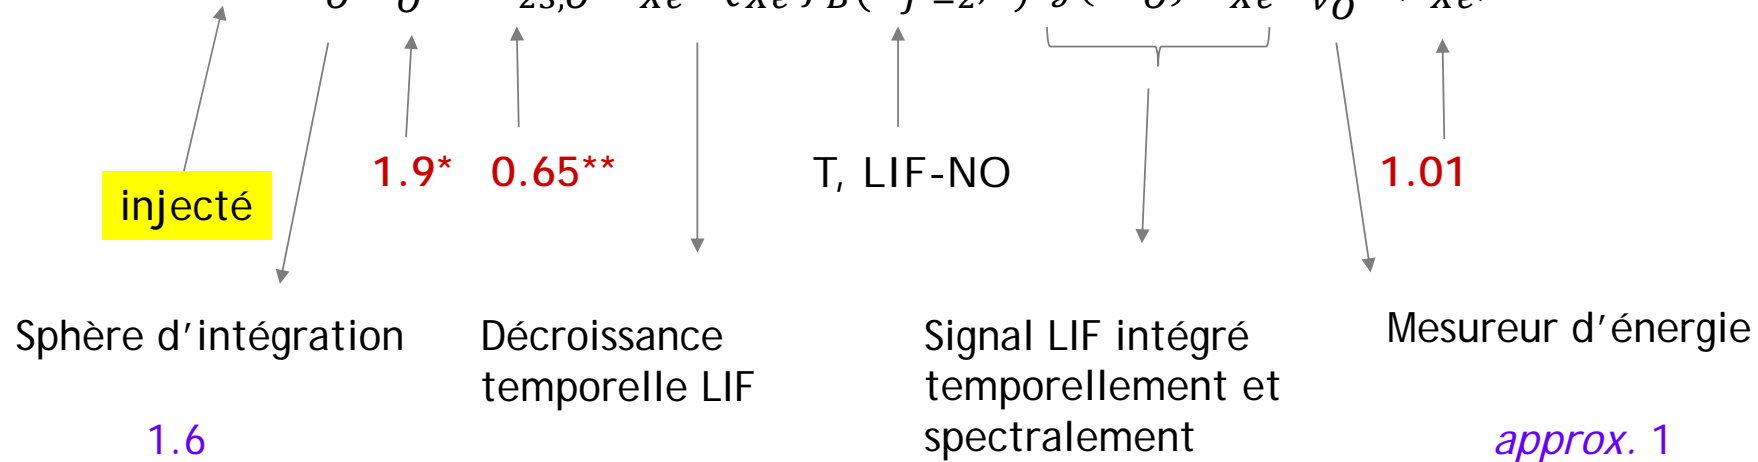 1.9* 0.65** T, LIF-NO 1.01
injecté
Sphère d'intégration
1.6
Décroissance
temporelle LIF
Signal LIF intégré
temporellement et
spectralement
Mesureur d'énergie
approx. 1